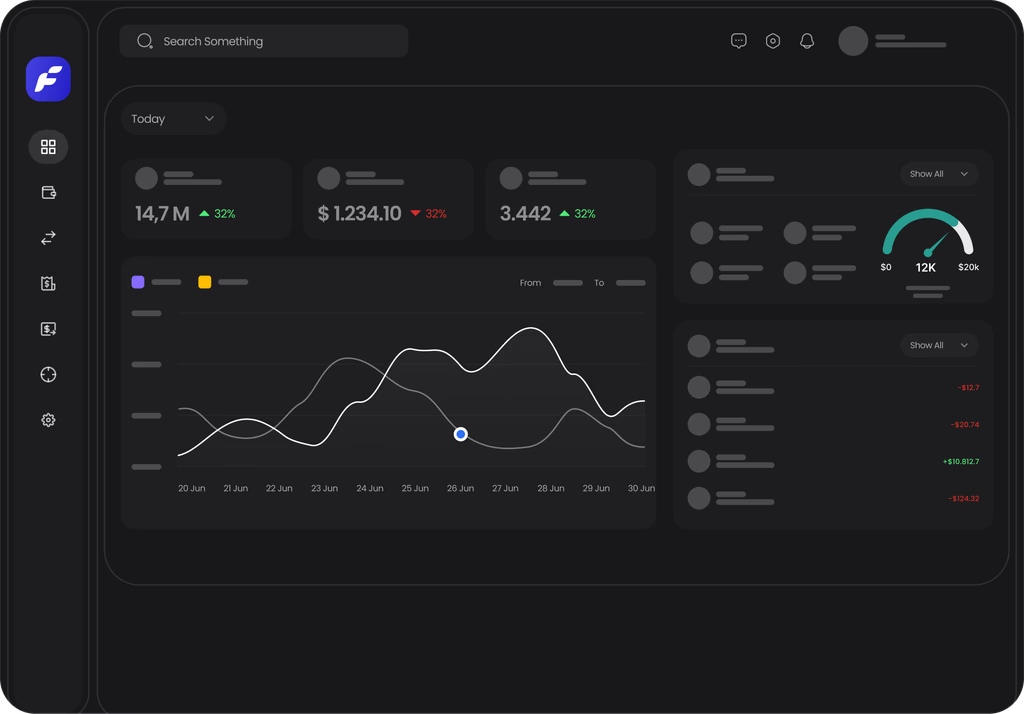 Search Something
F
Today
14,7 M 32%
$ 1.234.10 32%
3.442 32%
From To
20 Jun 21 Jun 22 Jun 23 Jun 24 Jun 25 Jun 26 Jun 27 Jun 28 Jun 29 Jun 30 Jun
Show All
$0 12K $20k
Show All
-$12.7
-$20.74
+$10.812.7
-$124.32